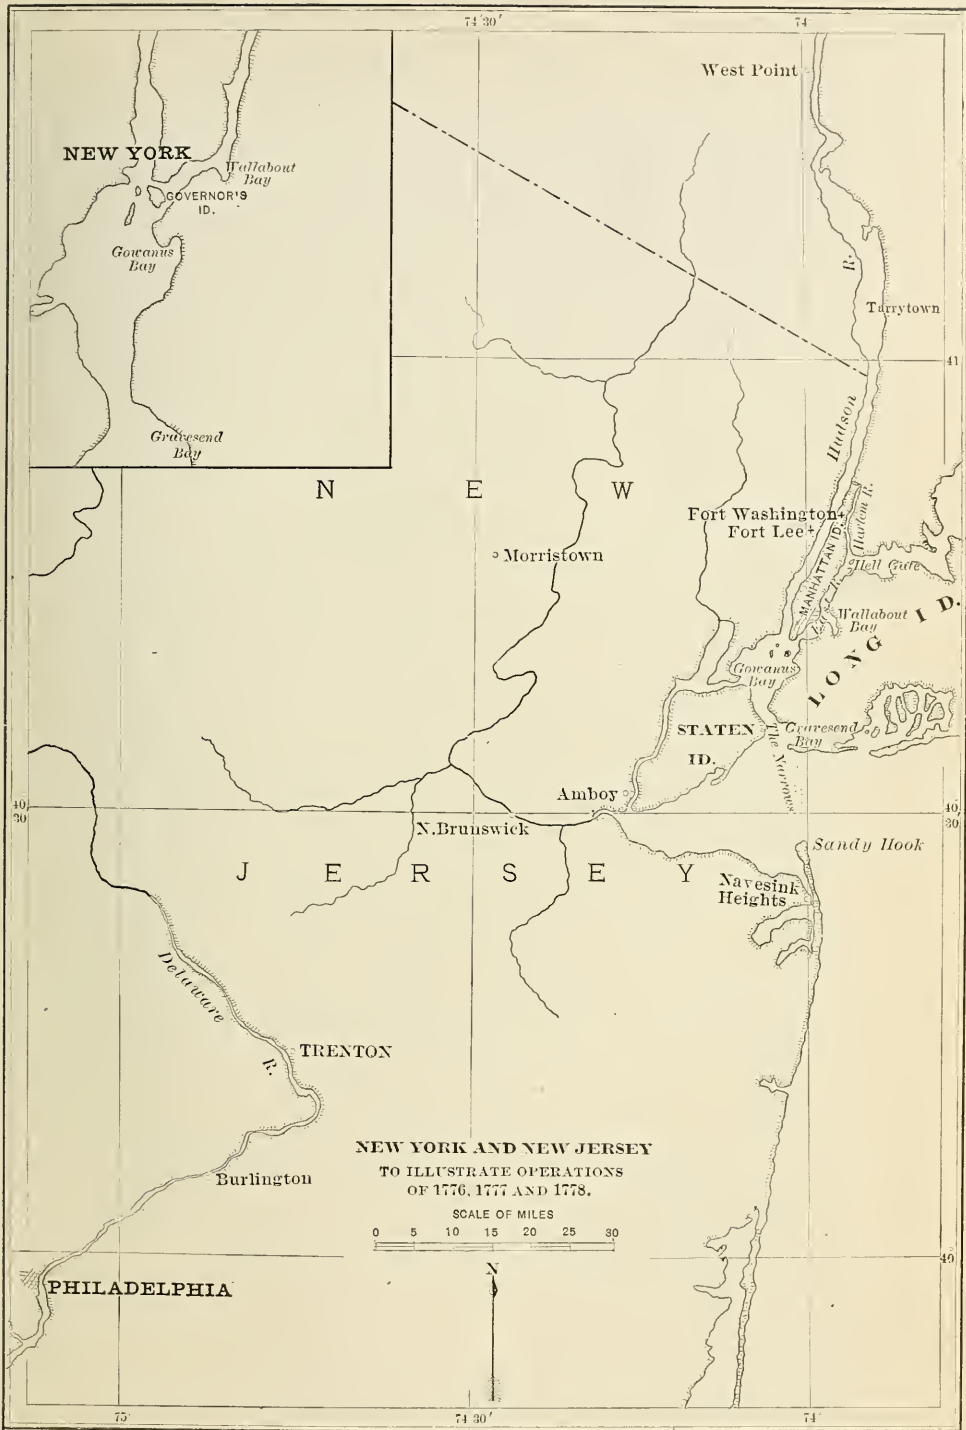 74 30'
74
West Point
NEW YORK
Wallabout
Bay
GOVERNOR'S
ID.
Gowanus
Bay
R.
Tarrytown
41
Gravesend
Bay
Hudson
N E W
Fort Washington
Fort Lee
Harlem R.
MANHATTAN ID.
Morristown
Hell Gate
East R.
Wallabout
Bay
LONG ID.
Gowanus
Bay
STATEN
ID.
Gravesend
Bay
The Narrows
Amboy
40
30
40
30
N. Brunswick
Sandy Hook
J E R S E Y
Navesink
Heights
Delaware
R.
TRENTON
NEW YORK AND NEW JERSEY
TO ILLUSTRATE OPERATIONS
OF 1776, 1777 AND 1778.
Burlington
SCALE OF MILES
0 5 10 15 20 25 30
40
N
PHILADELPHIA
75
74 30'
74